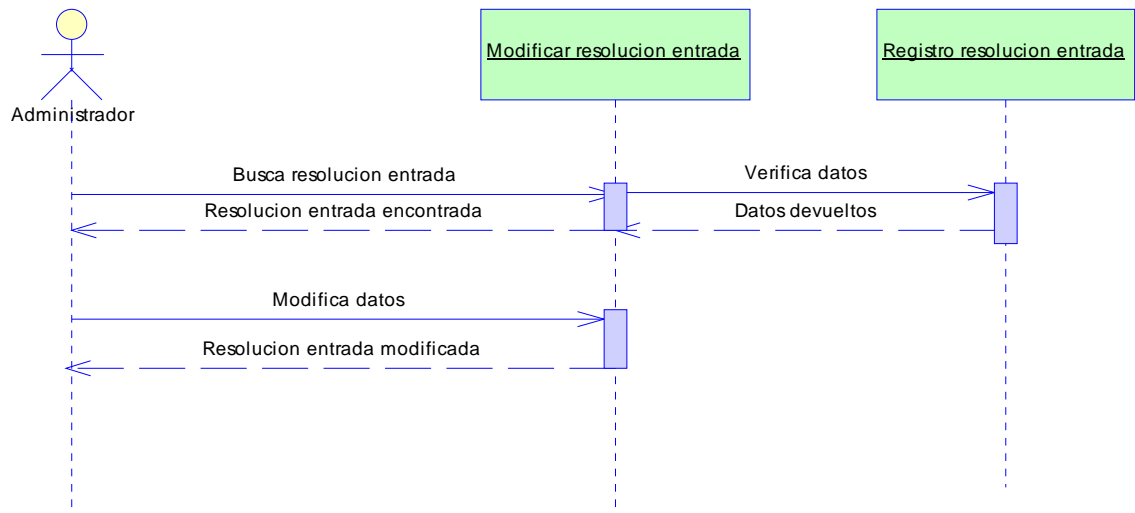 Modificar resolucion entrada
Registro resolucion entrada
Administrador
Busca resolucion entrada
Verifica datos
Resolucion entrada encontrada
Datos devueltos
Modifica datos
Resolucion entrada modificada